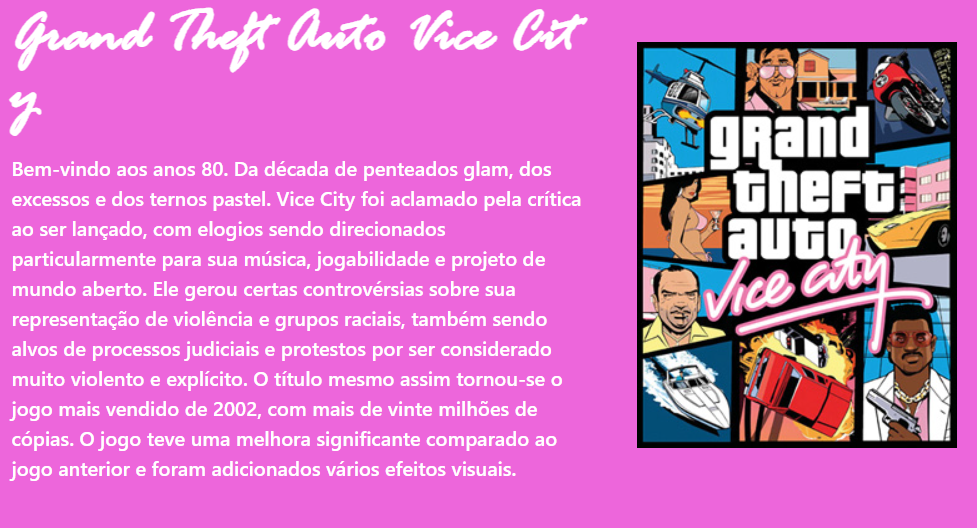 Grand Theft Auto Vice Cit
y
Bem-vindo aos anos 80. Da década de penteados glam, dos
excessos e dos ternos pastel. Vice City foi aclamado pela crítica
ao ser lançado, com elogios sendo direcionados
particularmente para sua música, jogabilidade e projeto de
mundo aberto. Ele gerou certas controvérsias sobre sua
representação de violência e grupos raciais, também sendo
alvos de processos judiciais e protestos por ser considerado
muito violento e explícito. O título mesmo assim tornou-se o
jogo mais vendido de 2002, com mais de vinte milhões de
cópias. O jogo teve uma melhora significante comparado ao
jogo anterior e foram adicionados vários efeitos visuais.
grand
theft
auto
vice city